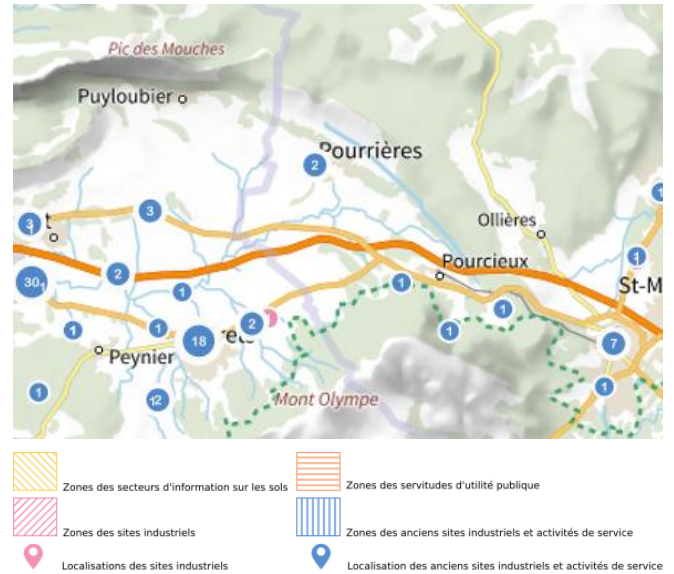 Pic des Mouches
Puyloubier
Pourrières
2
1
3
3
1
t
Ollières
1
2
Pourcieux
30
1
1
1
St-M
1
1
2
18
rets
1
1
7
Peynier
1
1
12
Mont Olympe
Zones des secteurs d'information sur les sols
Zones des servitudes d'utilité publique
Zones des sites industriels
Zones des anciens sites industriels et activités de service
Localisations des sites industriels
Localisation des anciens sites industriels et activités de service